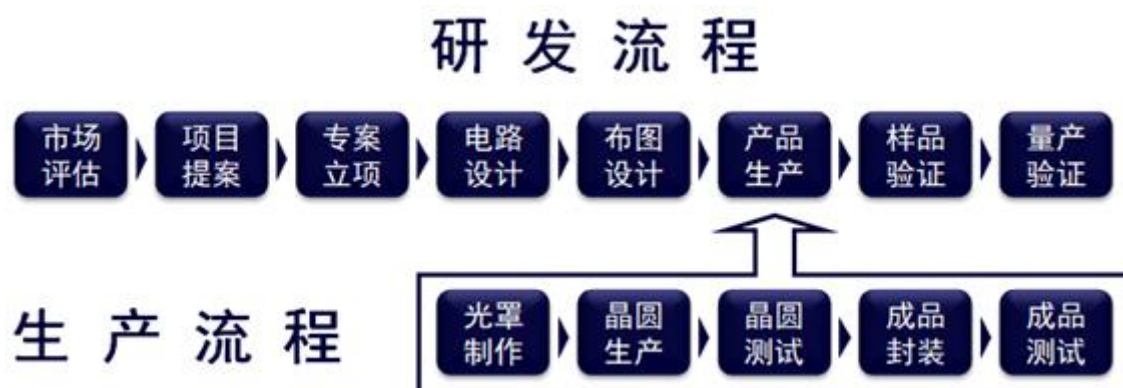 研发流程
市场
评估
项目
提案
专案
立项
电路
设计
布图
设计
产品
生产
样品
验证
量产
验证
生产流程
光罩
制作
晶圆
生产
晶圆
测试
成品
封装
成品
测试